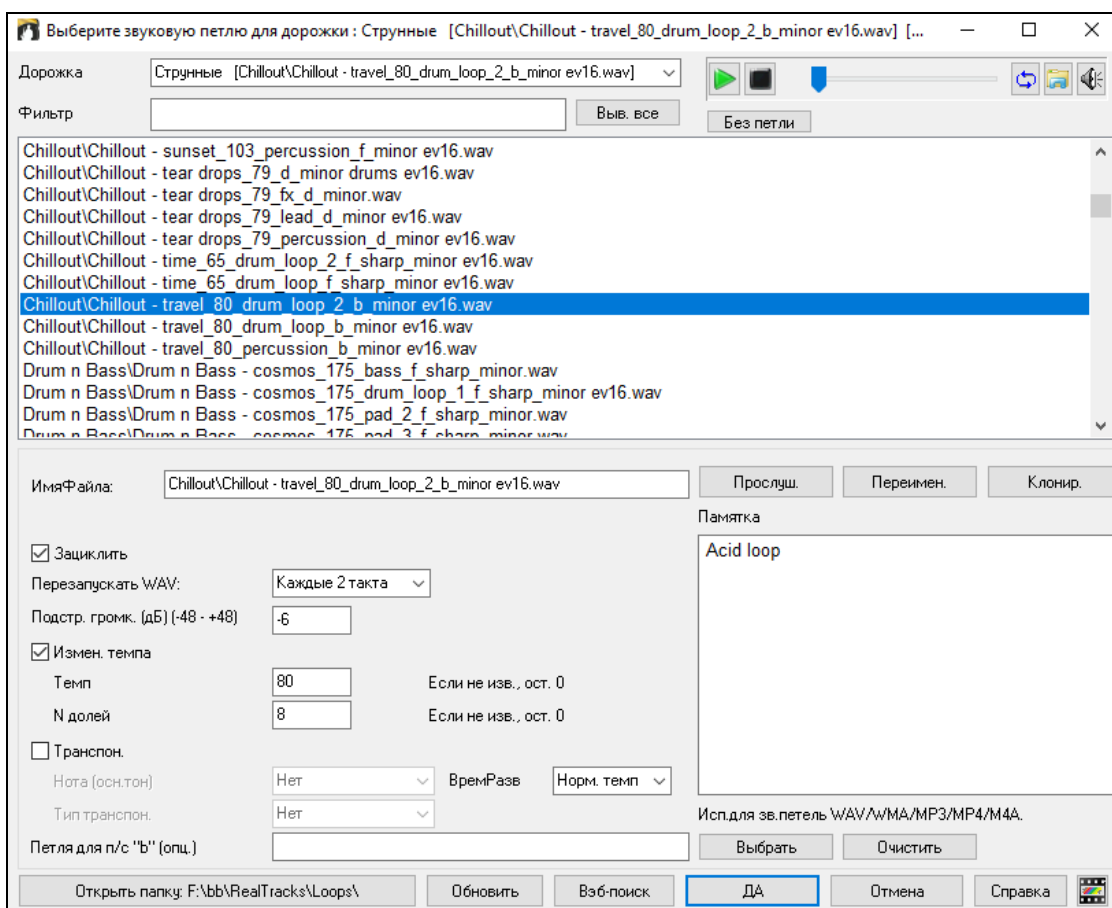 Выберите звуковую петлю для дорожки : Струнные [Chillout\Chillout - travel_80_drum_loop_2_b_minor ev16.wav] [...
Дорожка
Струнные [Chillout\Chillout - travel_80_drum_loop_2_b_minor ev16.wav]
Фильтр
Выв. все
Без петли
Chillout\Chillout - sunset_103_percussion_f_minor ev16.wav
Chillout\Chillout - tear drops_79_d_minor drums ev16.wav
Chillout\Chillout - tear drops_79_fx_d_minor.wav
Chillout\Chillout - tear drops_79_lead_d_minor ev16.wav
Chillout\Chillout - tear drops_79_percussion_d_minor ev16.wav
Chillout\Chillout - time_65_drum_loop_2_f_sharp_minor ev16.wav
Chillout\Chillout - time_65_drum_loop_f_sharp_minor ev16.wav
Chillout\Chillout - travel_80_drum_loop_2_b_minor ev16.wav
Chillout\Chillout - travel_80_drum_loop_b_minor ev16.wav
Chillout\Chillout - travel_80_percussion_b_minor ev16.wav
Drum n Bass\Drum n Bass - cosmos_175_bass_f_sharp_minor.wav
Drum n Bass\Drum n Bass - cosmos_175_drum_loop_1_f_sharp_minor ev16.wav
Drum n Bass\Drum n Bass - cosmos_175_pad_2_f_sharp_minor.wav
Drum n Bass\Drum n Bass - cosmos_175_pad_3_f_sharp_minor.wav
ИмяФайла:
Chillout\Chillout - travel_80_drum_loop_2_b_minor ev16.wav
Прослуш.
Переимен.
Клонир.
Памятка
Acid loop
Зациклить
Перезапускать WAV:
Каждые 2 такта
Подстр. громк. (дБ) (-48 - +48)
-6
Измен. темпа
Темп
80
Если не изв., ост. 0
N долей
8
Если не изв., ост. 0
Транспон.
Нота (осн.тон)
Нет
ВремРазв
Норм. темп
Тип транспон.
Нет
Исп.для зв.петель WAV/WMA/MP3/MP4/M4A.
Петля для п/с "b" (опц.)
Выбрать
Очистить
Открыть папку: F:\bb\RealTracks\Loops\
Обновить
Вэб-поиск
ДА
Отмена
Справка